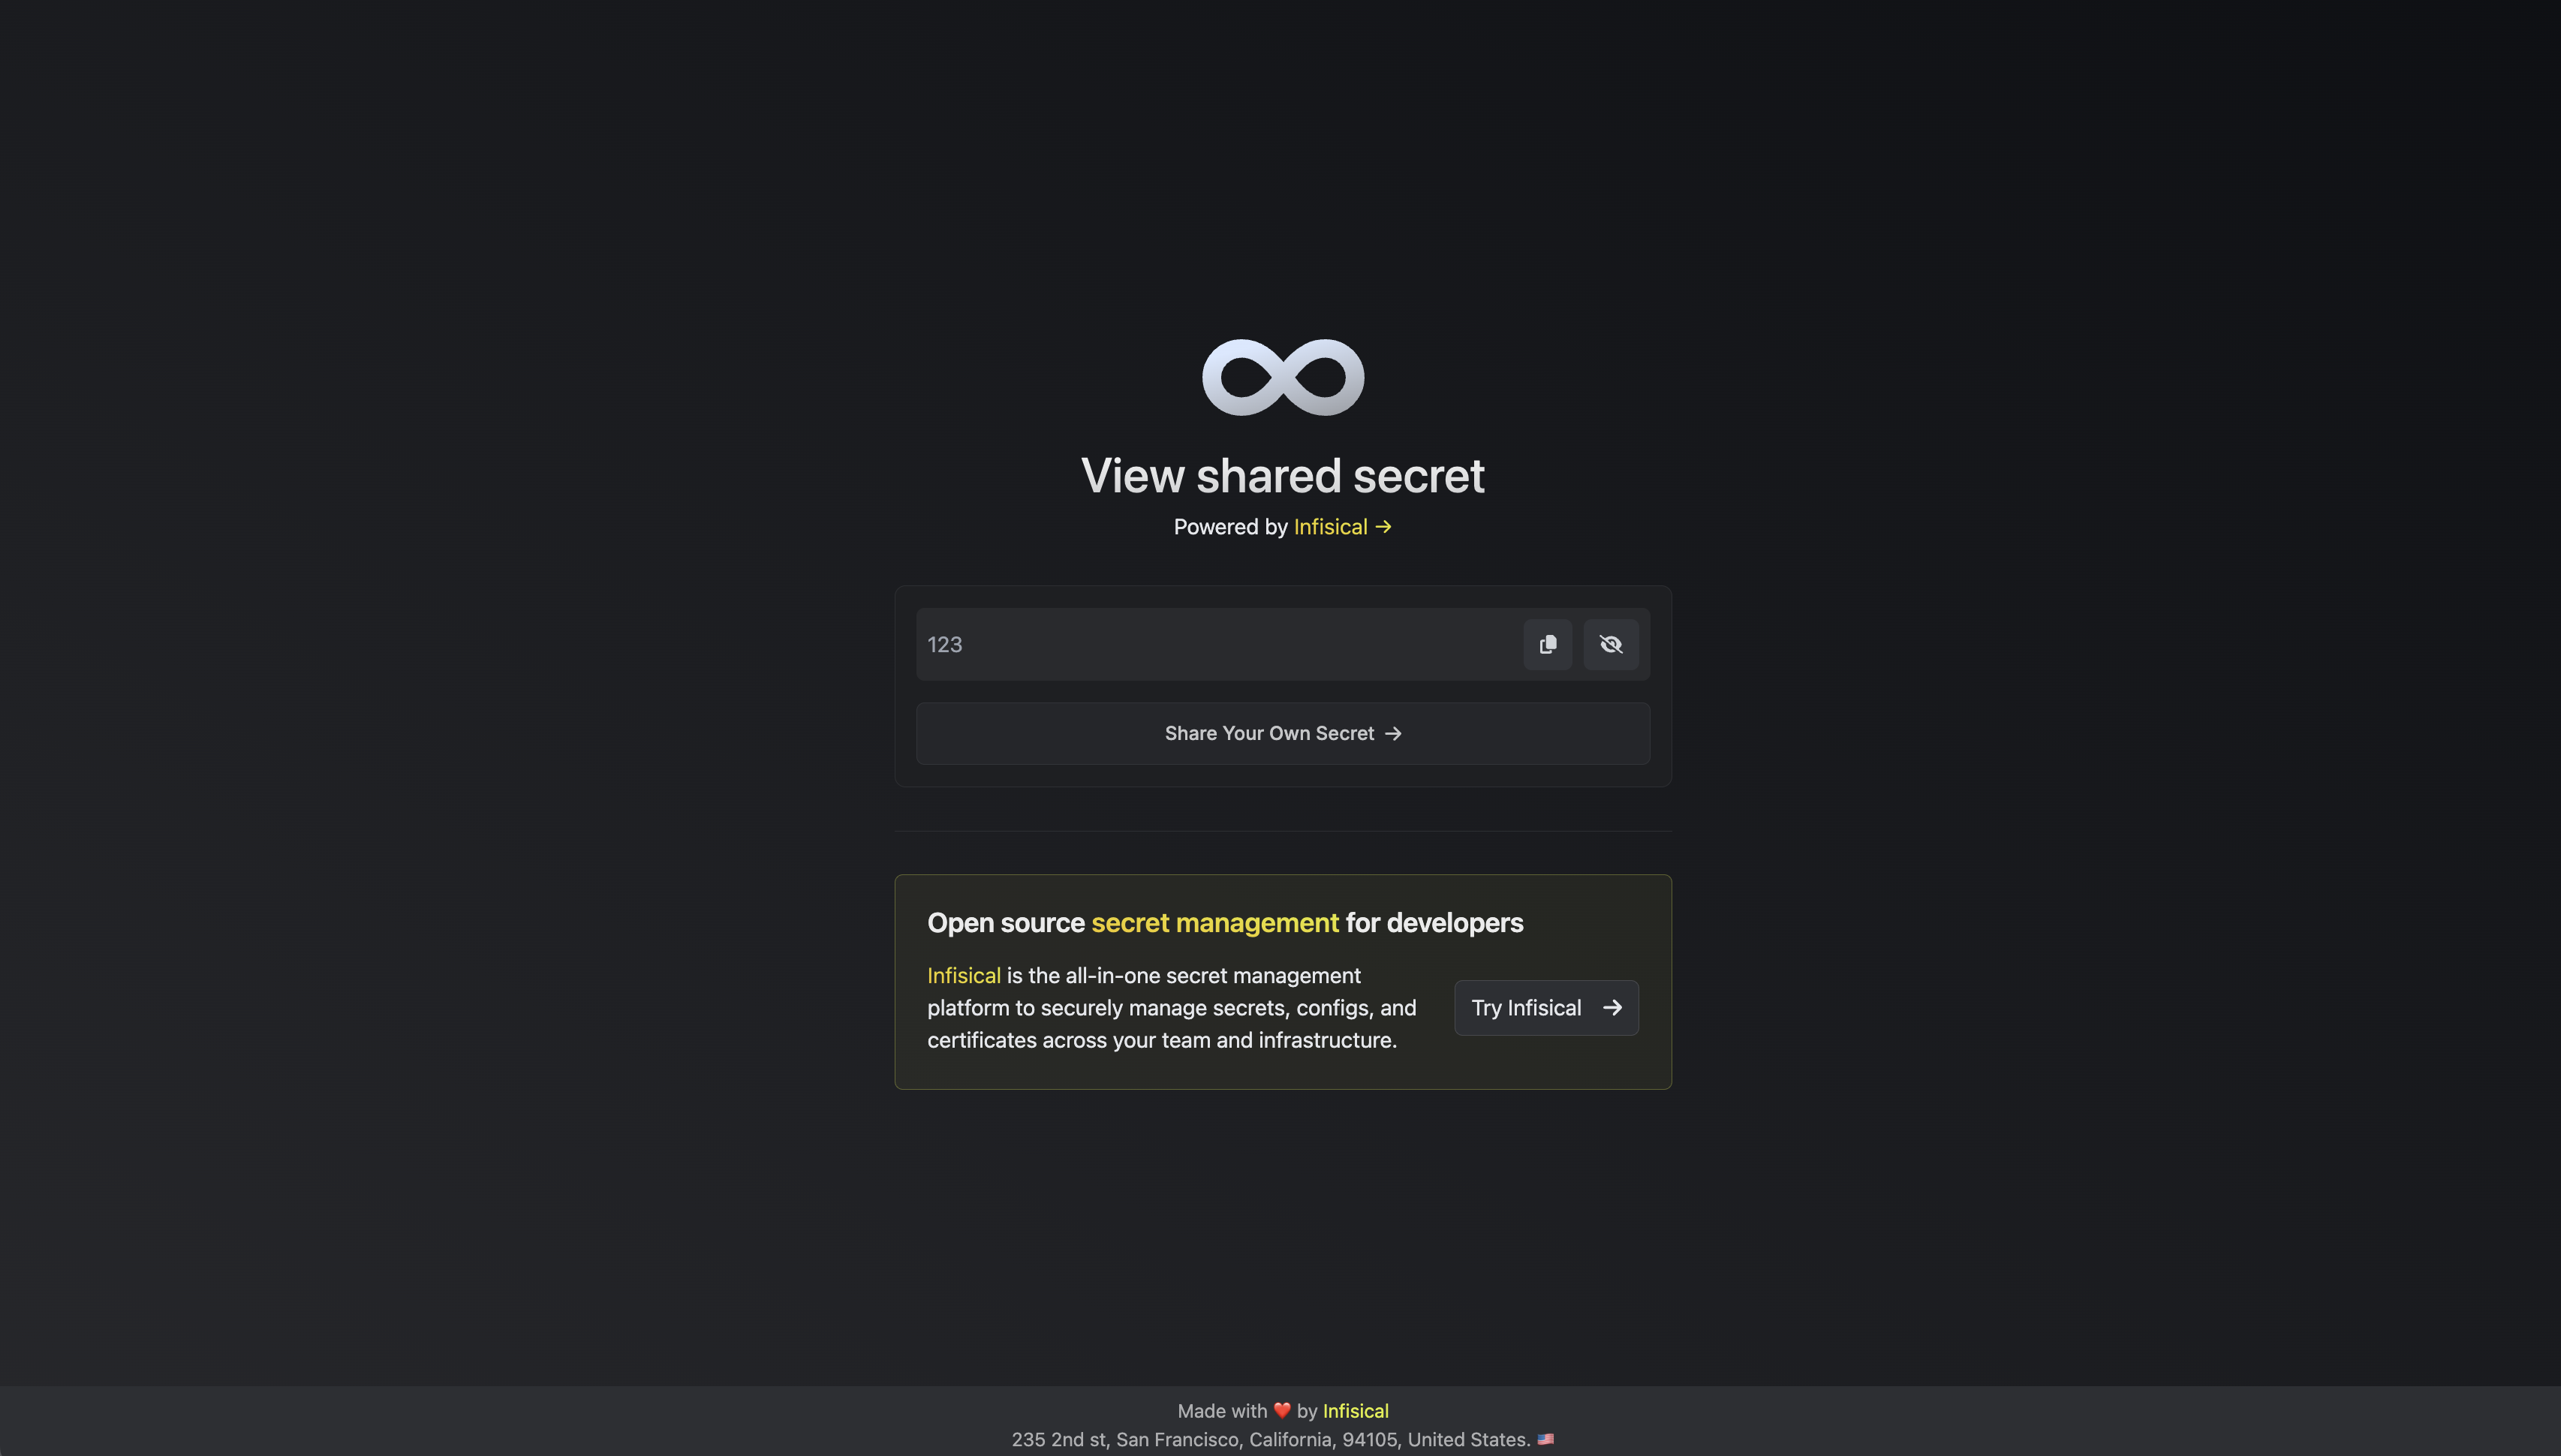 View shared secret
Powered by Infisical →
123
Share Your Own Secret →
Open source secret management for developers
Infisical is the all-in-one secret management
platform to securely manage secrets, configs, and
certificates across your team and infrastructure.
Try Infisical →
Made with ❤️ by Infisical
235 2nd st, San Francisco, California, 94105, United States. 🇺🇸